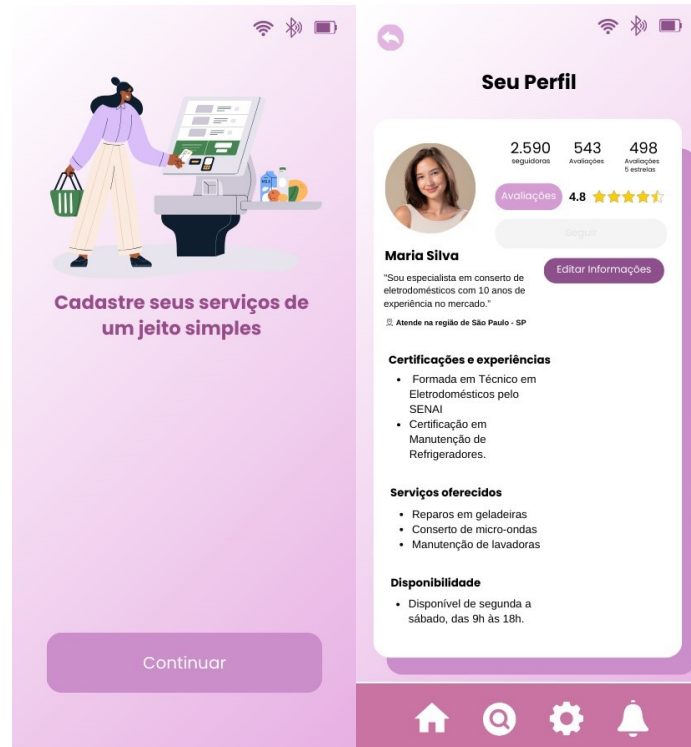 Cadastre seus serviços de
um jeito simples
Continuar
Seu Perfil
2.590
seguidoras
543
Avaliações
498
Avaliações
5 estrelas
Avaliações
4.8
Seguir
Maria Silva
Editar Informações
"Sou especialista em conserto de
eletrodomésticos com 10 anos de
experiência no mercado."
Atende na região de São Paulo - SP
Certificações e experiências
• Formada em Técnico em
Eletrodomésticos pelo
SENAI
• Certificação em
Manutenção de
Refrigeradores.
Serviços oferecidos
• Reparos em geladeiras
• Conserto de micro-ondas
• Manutenção de lavadoras
Disponibilidade
• Disponível de segunda a
sábado, das 9h às 18h.